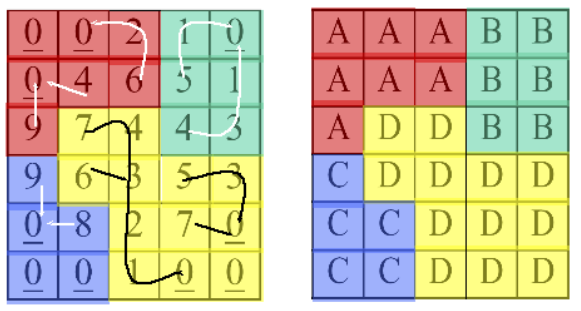 0 0 2 1 0 A A A B B
0 4 6 5 1 A A A B B
9 7 4 4 3 A D D B B
9 6 3 5 3 C D D D D
0 8 2 7 0 C C D D D
0 0 1 0 0 C C D D D